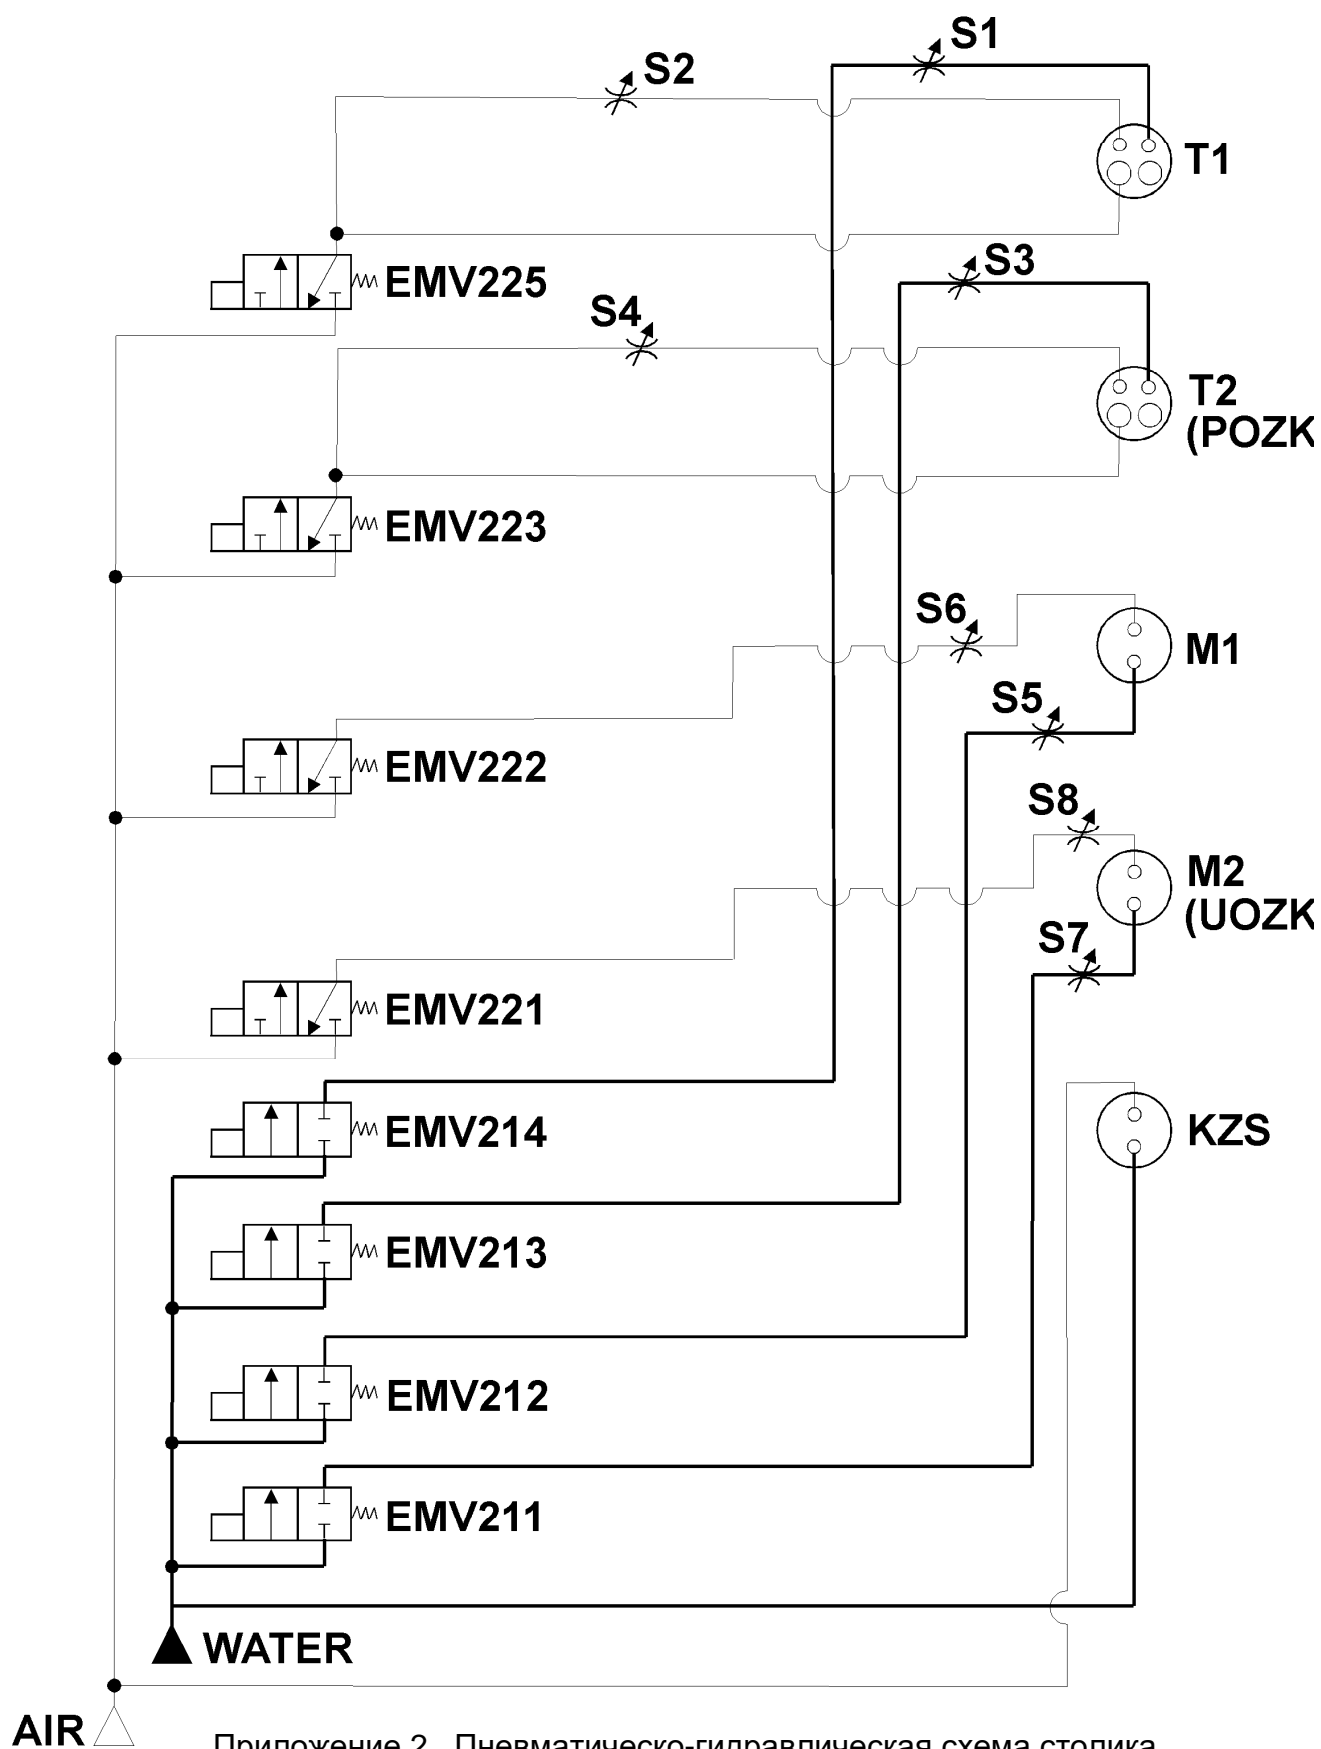 S1
S2
T1
EMV225
S3
S4
T2
(POZK
EMV223
S6
M1
S5
EMV222
S8
M2
(UOZK
S7
EMV221
EMV214
KZS
EMV213
EMV212
EMV211
WATER
AIR
Приложение 2 Пневматическо-гидравлическая схема столика